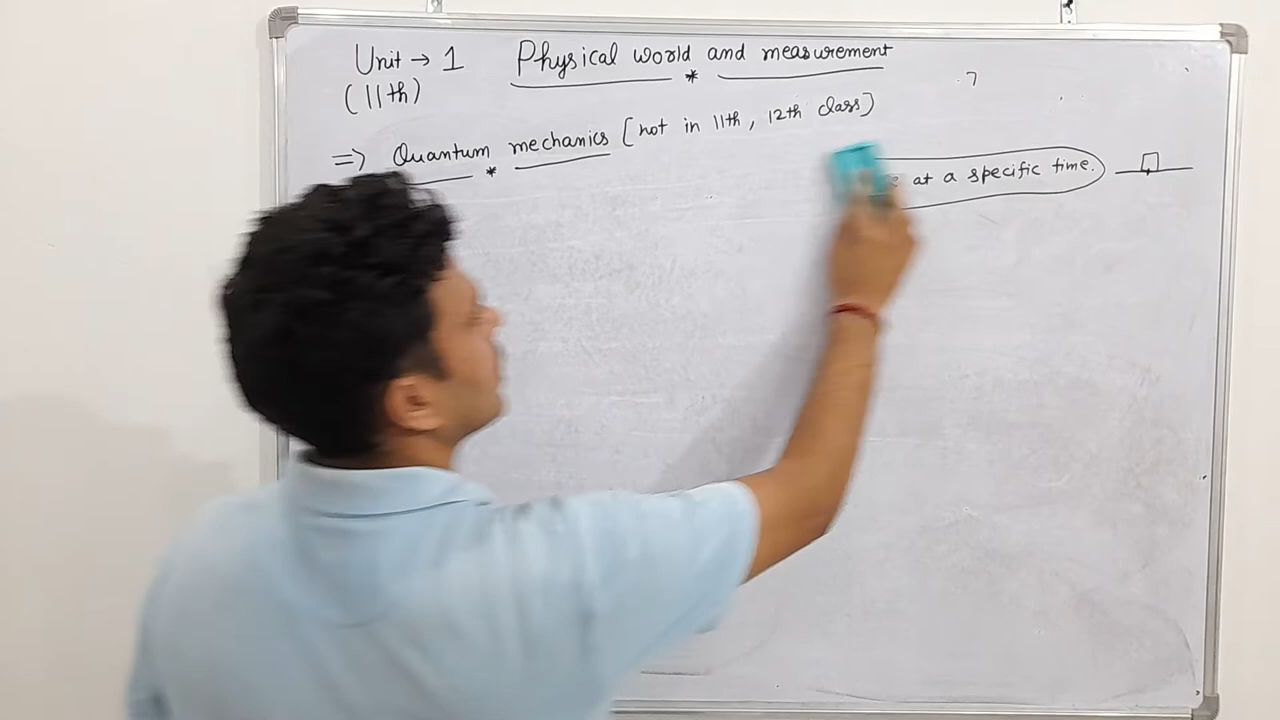 Unit → 1 Physical world and measurement
(11th)
=> Quantum mechanics [not in 11th, 12th class)
at a specific time.